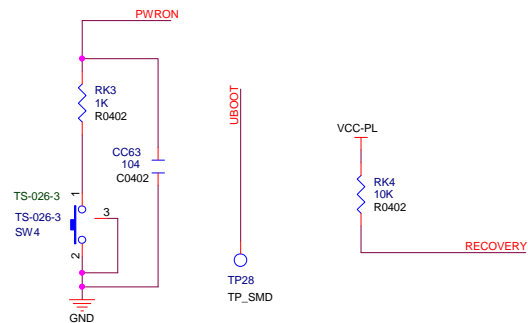 PWRON
RK3
1K
R0402
CC63
104
C0402
TS-026-3
1
TS-026-3
SW4
3
2
GND
UBOOT
TP28
TP_SMD
VCC-PL
RK4
10K
R0402
RECOVERY